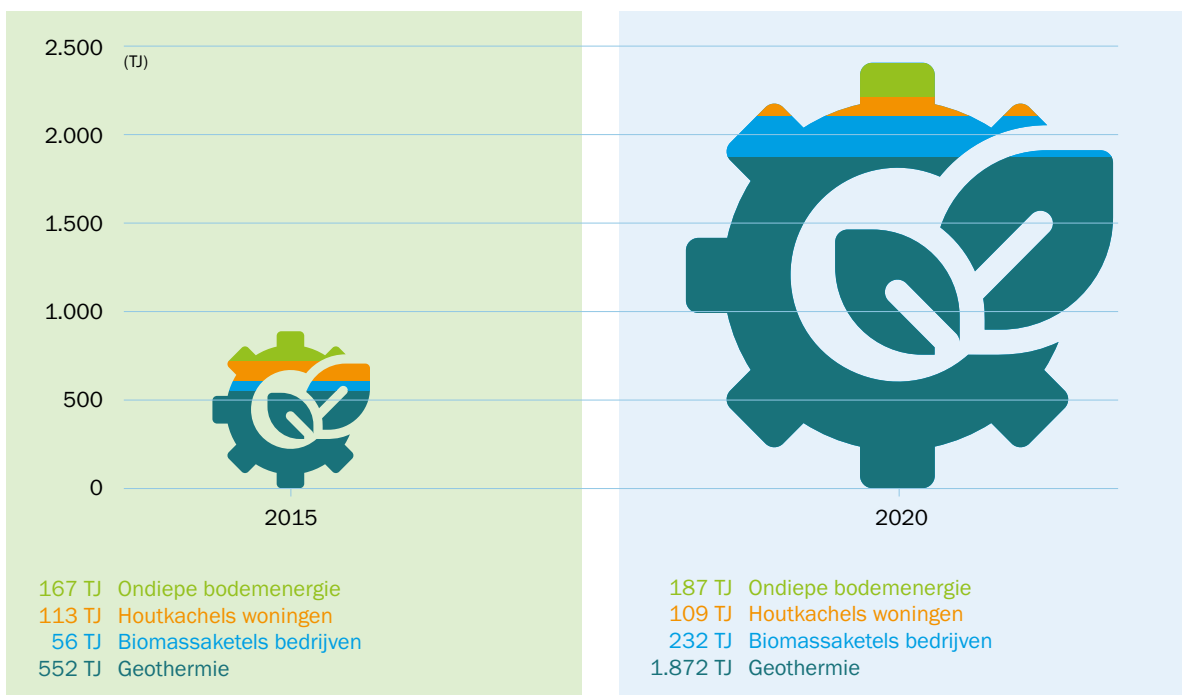 2.500
(TJ)
2.000
1.500
1.000
500
0
2015
2020
167 TJ Ondiepe bodemenergie
113 TJ Houtkachels woningen
56 TJ Biomassaketels bedrijven
552 TJ Geothermie
187 TJ Ondiepe bodemenergie
109 TJ Houtkachels woningen
232 TJ Biomassaketels bedrijven
1.872 TJ Geothermie